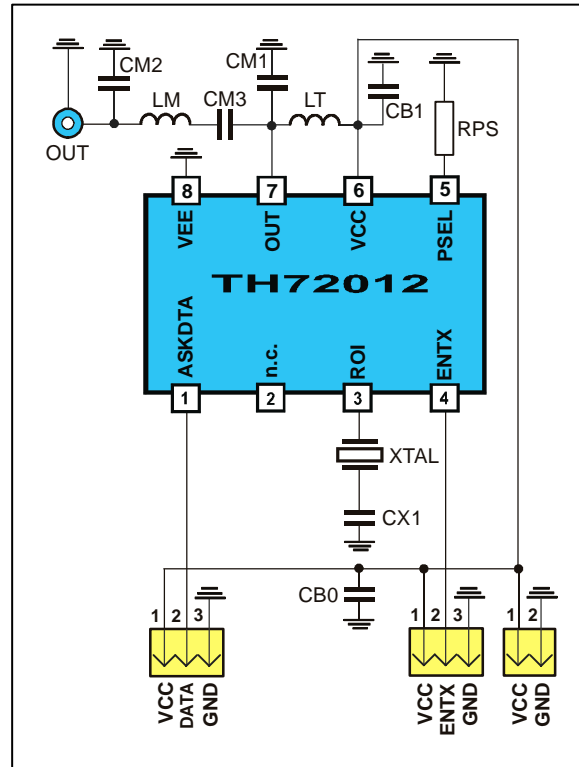 CM2
CM1
LM
CM3
LT
CB1
RPS
OUT
8
7
6
5
VEE
OUT
VCC
PSEL
TH72012
ASKDTA
n.c.
ROI
ENTX
1
2
3
4
XTAL
CX1
CB0
1 2 3
1 2 3
1 2
VCC
DATA
GND
VCC
ENTX
GND
VCC
GND